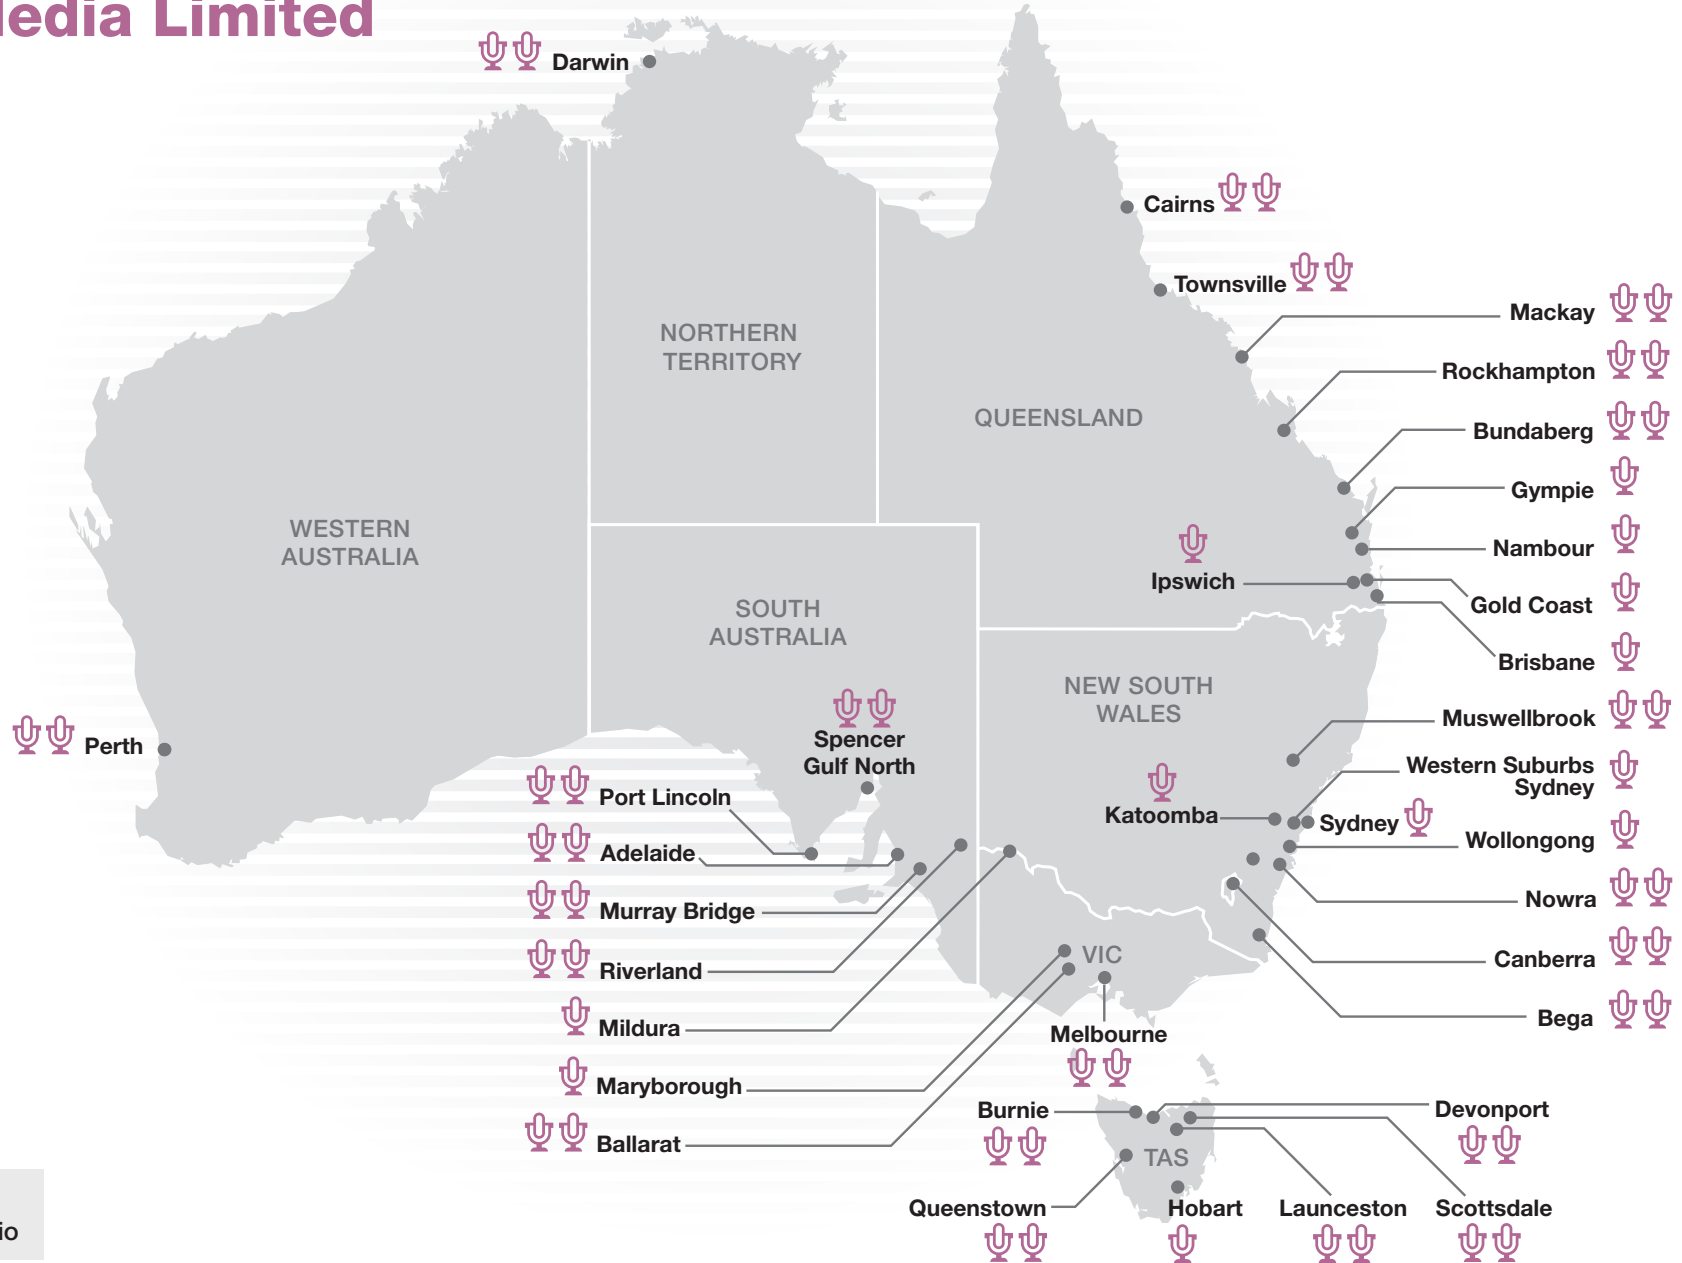 edia Limited
Darwin
Cairns
Townsville
Mackay
NORTHERN
TERRITORY
Rockhampton
QUEENSLAND
Bundaberg
Gympie
WESTERN
AUSTRALIA
Nambour
Ipswich
SOUTH
AUSTRALIA
Gold Coast
Brisbane
NEW SOUTH
WALES
Muswellbrook
Perth
Spencer
Gulf North
Western Suburbs
Sydney
Port Lincoln
Katoomba
Sydney
Wollongong
Adelaide
Nowra
Murray Bridge
VIC
Canberra
Riverland
Bega
Mildura
Melbourne
Maryborough
Burnie
Devonport
Ballarat
TAS
Queenstown
Hobart
Launceston
Scottsdale
io